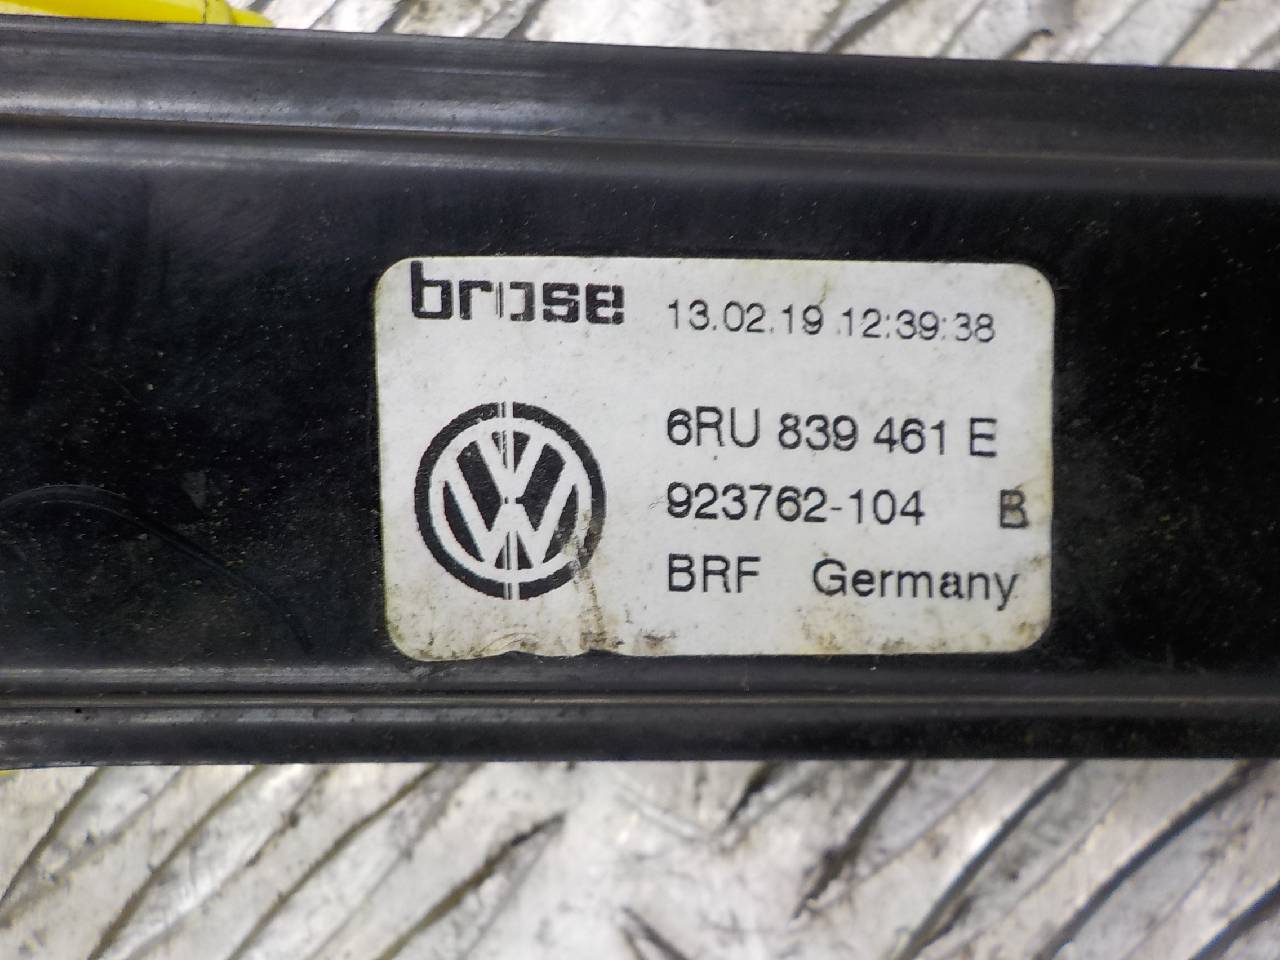 brose 13.02.19 12:39:38
6RU 839 461 E
923762-104 B
BRF Germany